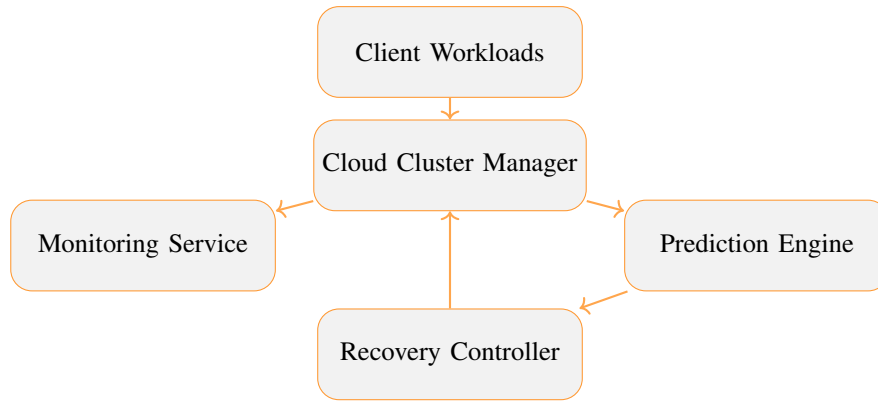 Client Workloads
Cloud Cluster Manager
Monitoring Service
Prediction Engine
Recovery Controller